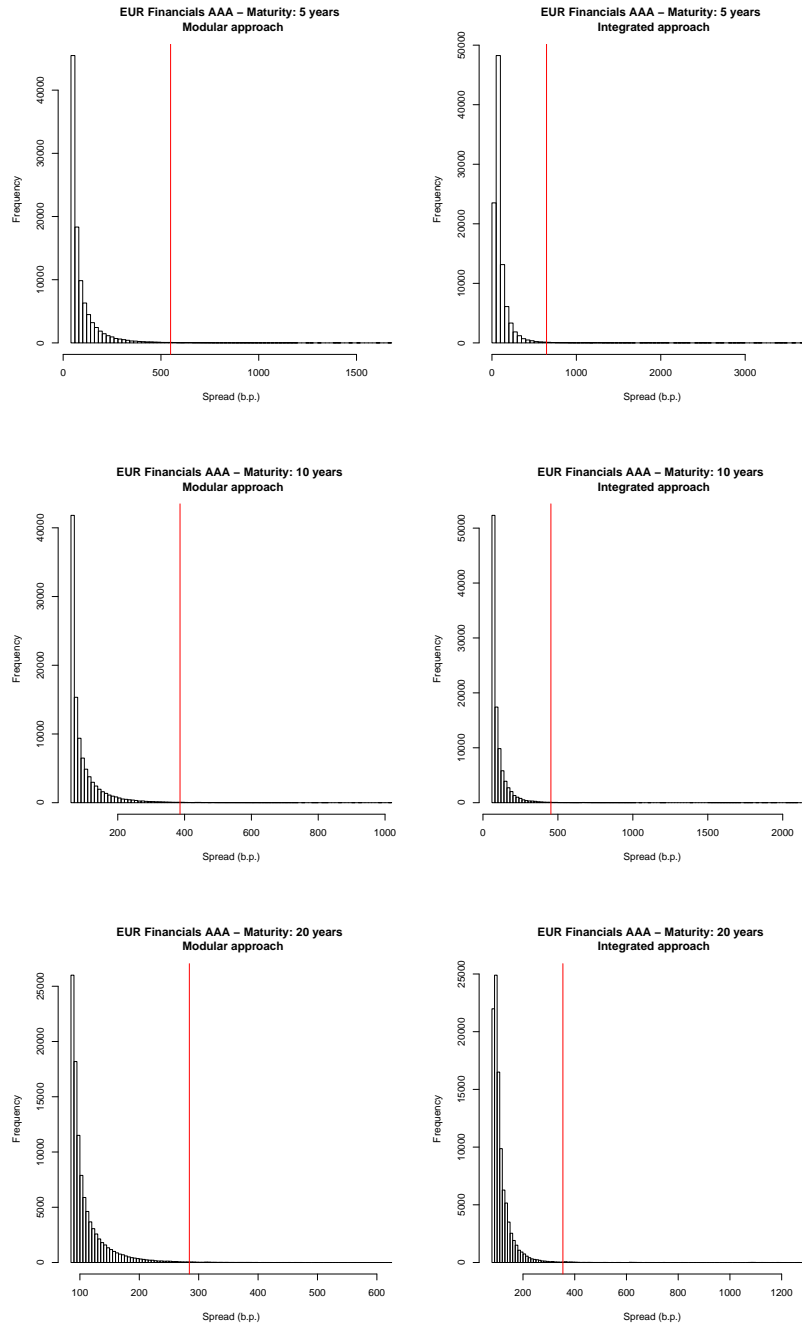 EUR Financials AAA – Maturity: 5 years
Modular approach
Frequency
0 10000 20000 30000 40000
0 500 1000 1500
Spread (b.p.)
EUR Financials AAA – Maturity: 5 years
Integrated approach
Frequency
0 10000 20000 30000 40000 50000
0 1000 2000 3000
Spread (b.p.)
EUR Financials AAA – Maturity: 10 years
Modular approach
Frequency
0 10000 20000 30000 40000
200 400 600 800 1000
Spread (b.p.)
EUR Financials AAA – Maturity: 10 years
Integrated approach
Frequency
0 10000 20000 30000 40000 50000
0 500 1000 1500 2000
Spread (b.p.)
EUR Financials AAA – Maturity: 20 years
Modular approach
Frequency
0 5000 10000 15000 20000 25000
100 200 300 400 500 600
Spread (b.p.)
EUR Financials AAA – Maturity: 20 years
Integrated approach
Frequency
0 5000 10000 15000 20000 25000
200 400 600 800 1000 1200
Spread (b.p.)